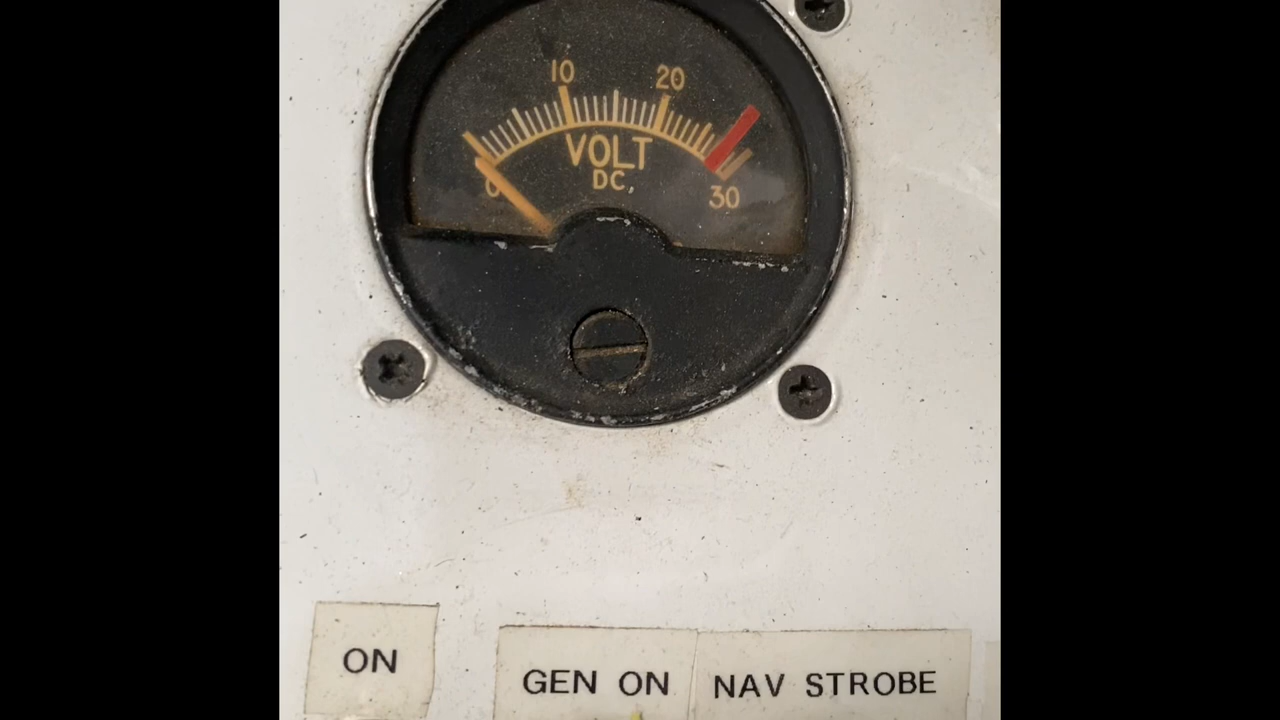 10 20
VOLT
DC.
0 30
ON
GEN ON NAV STROBE